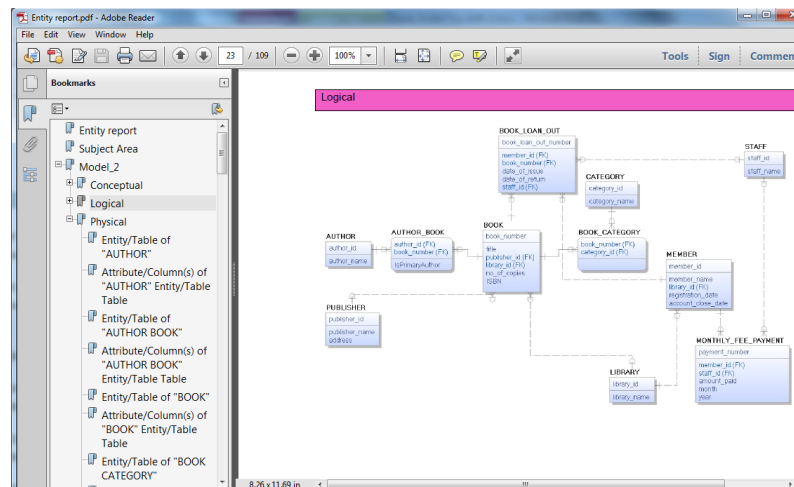 Entity report.pdf - Adobe Reader
File Edit View Window Help
23 / 109 100% Tools Sign Commen
Bookmarks
Entity report
Subject Area
Model_2
Conceptual
Logical
Physical
Entity/Table of
"AUTHOR"
Attribute/Column(s) of
"AUTHOR" Entity/Table
Table
Entity/Table of
"AUTHOR BOOK"
Attribute/Column(s) of
"AUTHOR BOOK"
Entity/Table Table
Entity/Table of "BOOK"
Attribute/Column(s) of
"BOOK" Entity/Table
Table
Entity/Table of "BOOK
CATEGORY"
Logical
BOOK_LOAN_OUT
book_loan_out_number
member_id (FK)
book_number (FK)
date_of_issue
date_of_return
staff_id (FK)
STAFF
staff_id
staff_name
CATEGORY
category_id
category_name
AUTHOR
author_id
author_name
AUTHOR_BOOK
author_id (FK)
book_number (FK)
isPrimaryAuthor
BOOK
book_number
title
publisher_id (FK)
library_id (FK)
no_of_copies
ISBN
BOOK_CATEGORY
book_number (FK)
category_id (FK)
MEMBER
member_id
member_name
library_id (FK)
registration_date
account_close_date
PUBLISHER
publisher_id
publisher_name
address
LIBRARY
library_id
library_name
MONTHLY_FEE_PAYMENT
payment_number
member_id (FK)
staff_id (FK)
amount_paid
month
year
8.26 x 11.69 in